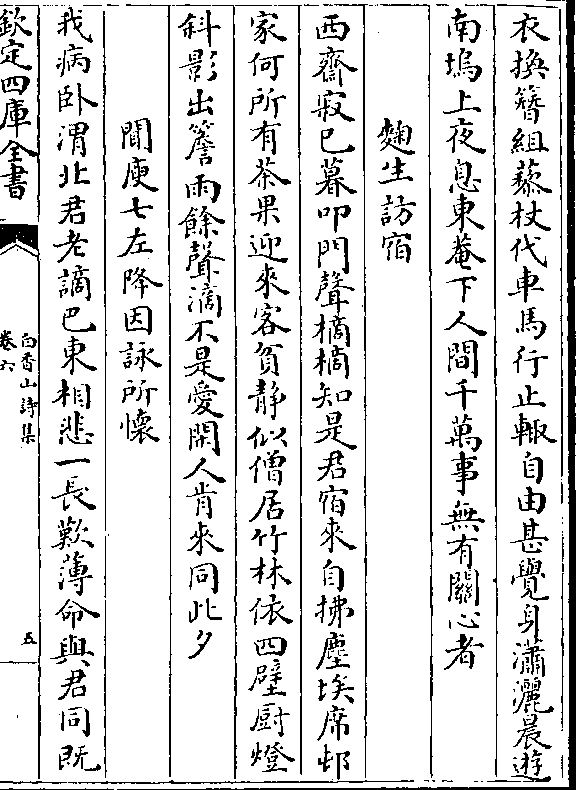 衣換簪組藜杖代車馬行止輙自由甚覺身瀟灑晨遊
南塢上夜息東菴下人間千萬事無有關心者
麴生訪宿
西齋寂已暮叩門聲樀樀知是君宿來自拂塵埃席邨
家何所有茶果迎來客貧静似僧居竹林依四壁厨燈
斜影出簷雨餘聲滴不是愛閑人肯來同此夕
聞庾七左降因詠所懷
我病卧渭北君老謫巴東相悲一長歎薄命與君同既
欽定四庫全書
白香山詩集
卷六
五